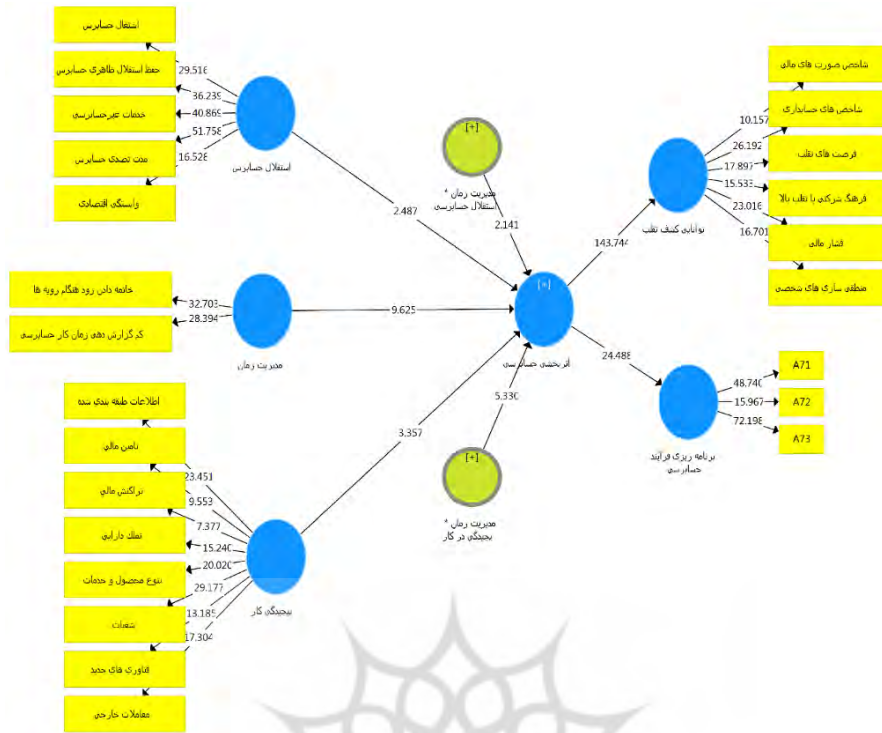 استقلال حسابرس
حفظ استقلال ظاهری حسابرس
خدمات غیرحسابرسی
مدت تصدی حسابرس
وابستگی اقتصادی
29.516
36.239
40.869
51.758
16.528
استقلال حسابرس
2.487
[+]
مدیریت زمان *
استقلال حسابرسی
2.141
شاخص صورت های مالی
شاخص های حسابداری
فرصت های تقلب
فرهنگ شرکتی با تقلب بالا
فشار مالی
منطقی سازی های شخصی
10.157
26.192
17.897
15.533
23.016
16.701
توانایی کشف تقلب
143.744
خاتمه دادن زود هنگام رویه ها
کم گزارش دهی زمان کار حسابرسی
32.703
28.394
مدیریت زمان
9.625
[+]
اثربخشی حسابرسی
24.488
A71
A72
A73
48.740
15.967
72.198
برنامه ریزی فرآیند
حسابرسی
اطلاعات طبقه بندی شده
تامین مالی
تراکنش مالی
تملک دارایی
تنوع محصول و خدمات
شعبات
فناوری های جدید
معاملات خارجی
23.451
9.553
7.377
15.240
20.020
29.177
13.185
17.304
پیچیدگی کار
3.357
5.330
[+]
مدیریت زمان *
پیچیدگی در کار